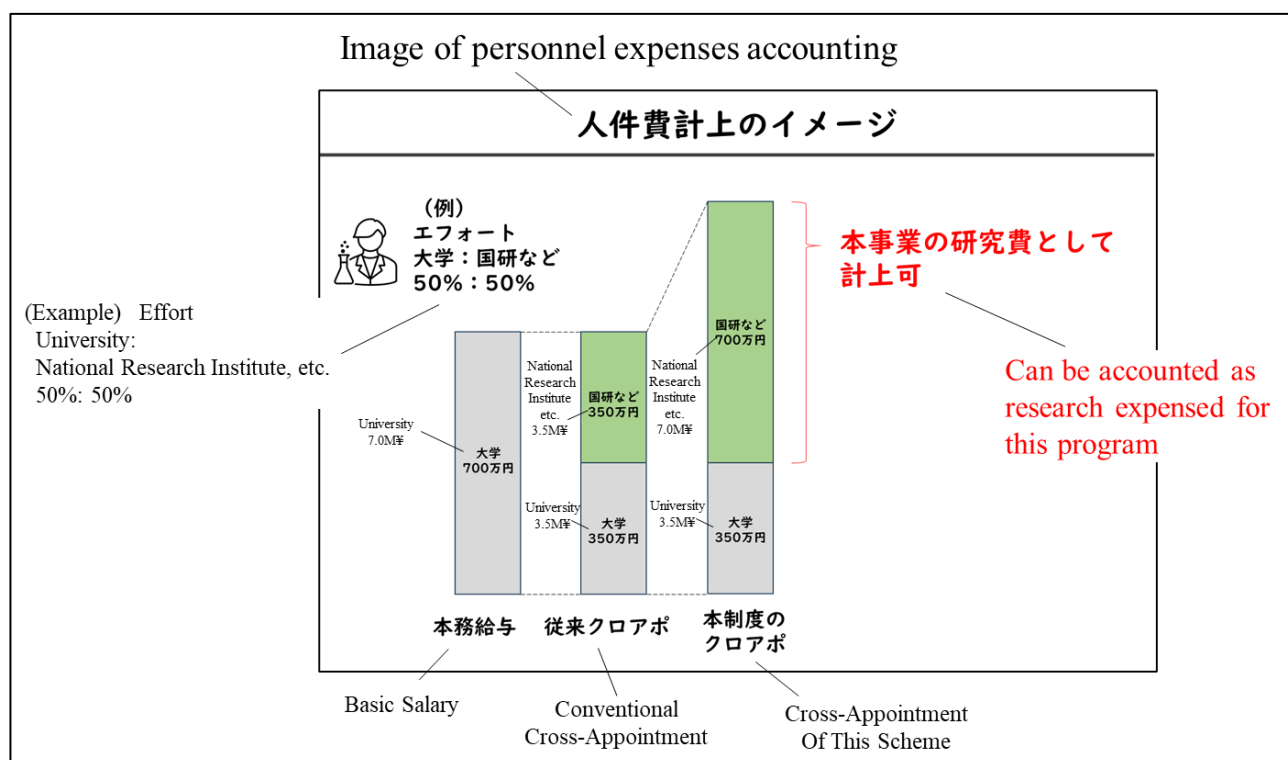 Image of personnel expenses accounting
人件費計上のイメージ
（例）
エフォート
大学：国研など
50%：50%
(Example) Effort
University:
National Research Institute, etc.
50%: 50%
本事業の研究費として
計上可
Can be accounted as
research expensed for
this program
University
7.0M¥
大学
700万円
National
Research
Institute
etc.
3.5M¥
国研など
350万円
University
3.5M¥
大学
350万円
National
Research
Institute
etc.
7.0M¥
国研など
700万円
University
3.5M¥
大学
350万円
本務給与
従来クロアポ
本制度の
クロアポ
Basic Salary
Conventional
Cross-Appointment
Cross-Appointment
Of This Scheme